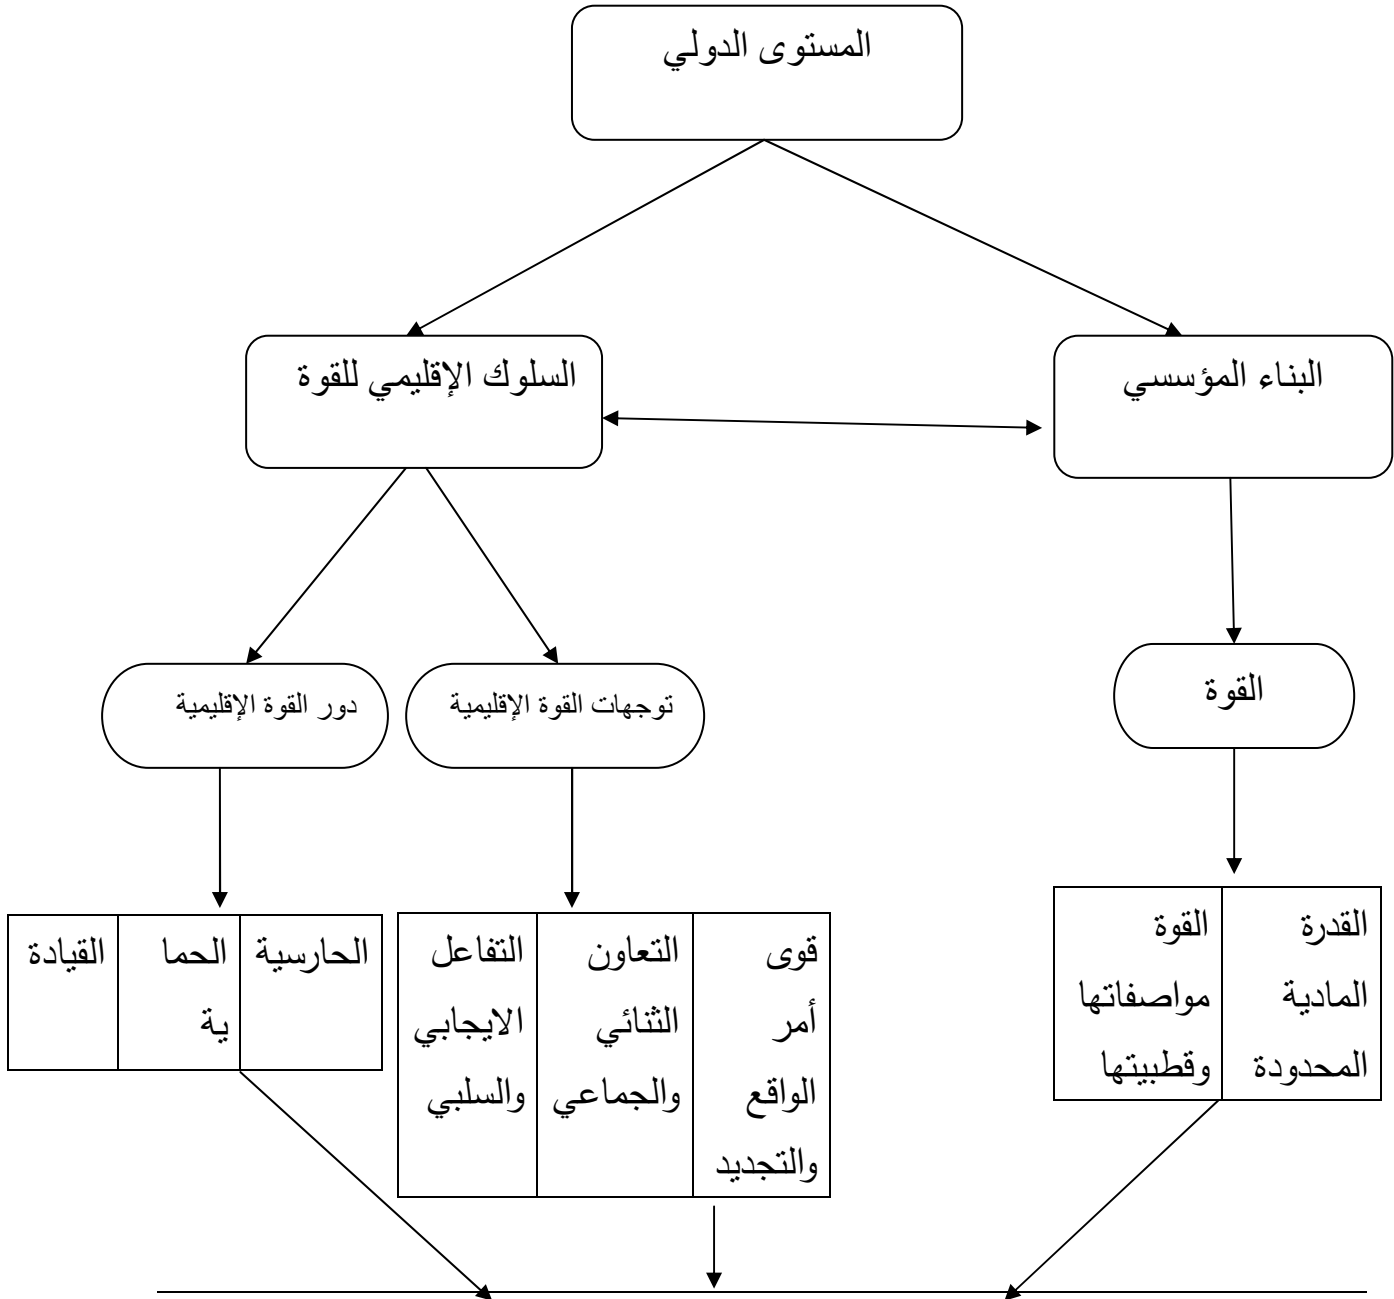 المستوى الدولي
البناء المؤسسي
السلوك الإقليمي للقوة
القوة
توجهات القوة الإقليمية
دور القوة الإقليمية
القدرة
المادية
المحدودة
القوة
مواصفاتها
وقطبيتها
قوى
أمر
الواقع
والتجديد
التعاون
الثنائي
والجماعي
التفاعل
الايجابي
والسلبي
الحارسية
الحما
ية
القيادة